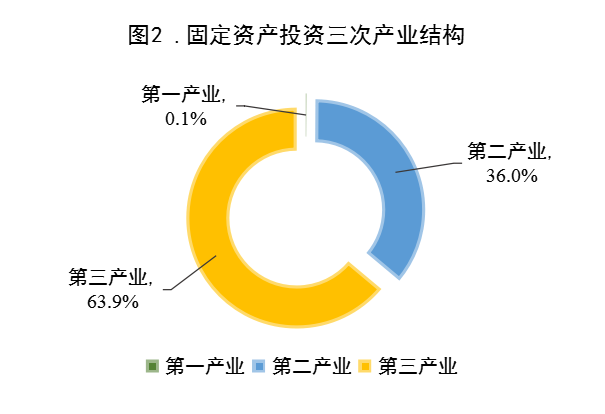 图2 .固定资产投资三次产业结构
第一产业,
0.1%
第二产业,
36.0%
第三产业,
63.9%
第一产业 第二产业 第三产业